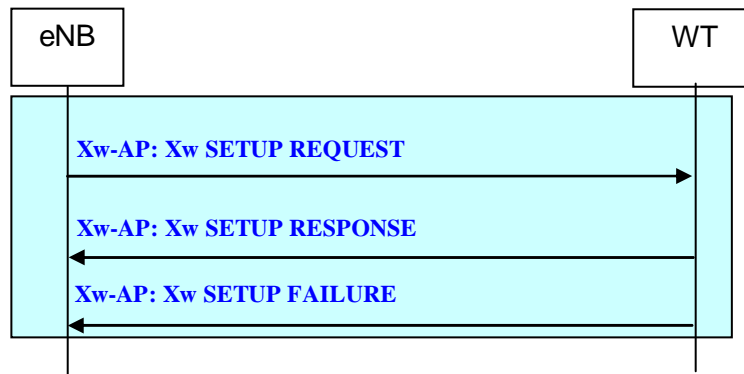 eNB
WT
Xw-AP: Xw SETUP REQUEST
Xw-AP: Xw SETUP RESPONSE
Xw-AP: Xw SETUP FAILURE